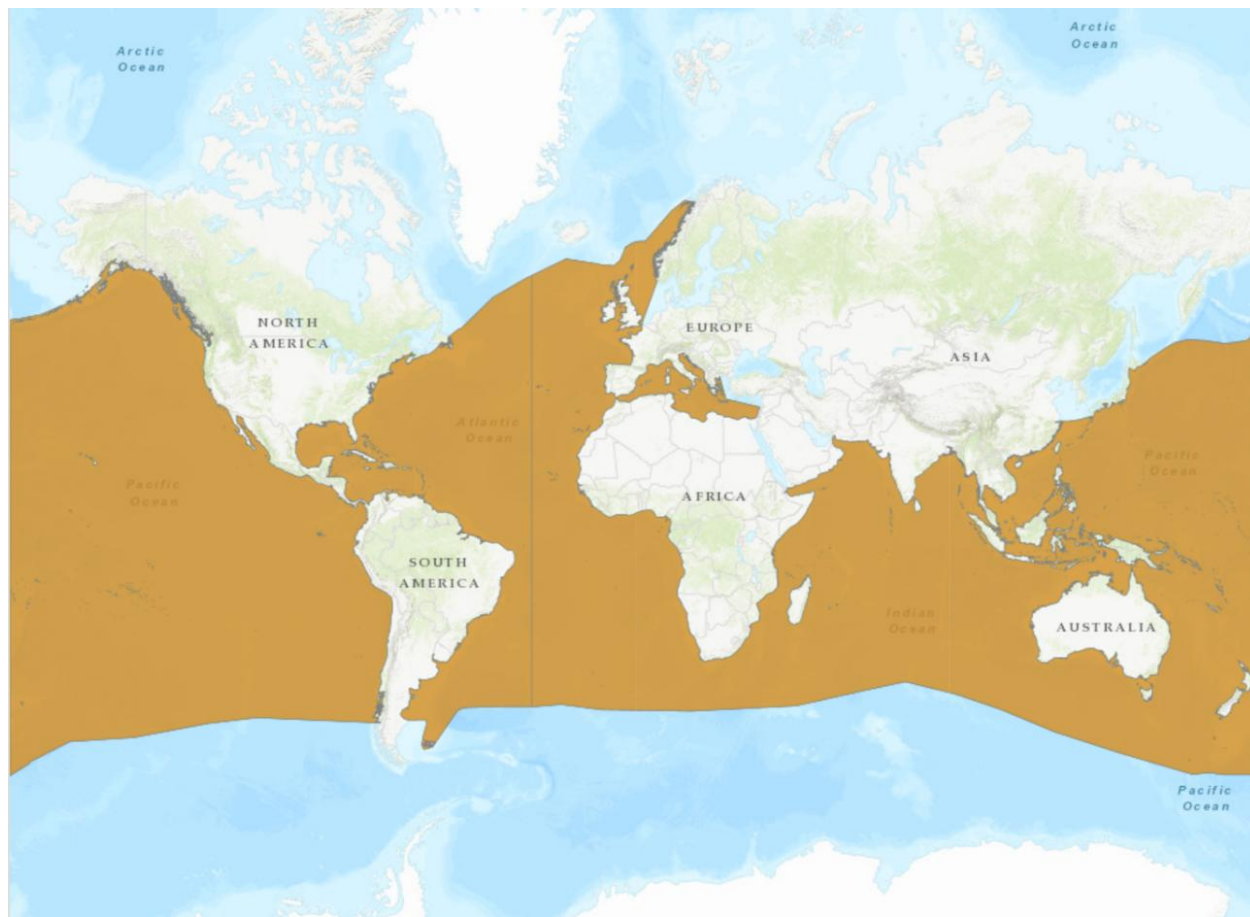 Arctic
Ocean
Arctic
Ocean
NORTH
AMERICA
EUROPE
ASIA
Atlantic
Ocean
Pacific
Ocean
Pacific
Ocean
AFRICA
SOUTH
AMERICA
Indian
Ocean
AUSTRALIA
Pacific
Ocean